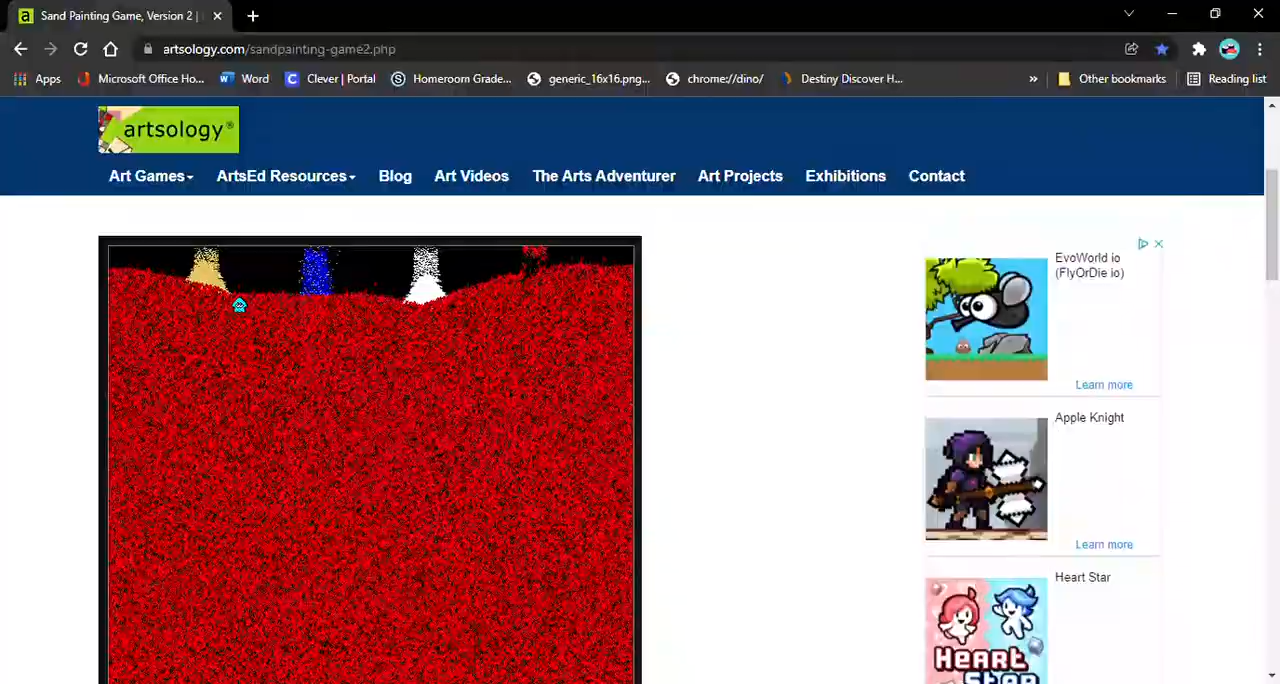 Sand Painting Game, Version 2 |
artsology.com/sandpainting-game2.php
Apps Microsoft Office Ho... Word Clever | Portal Homeroom Grade... generic_16x16.png... chrome://dino/ Destiny Discover H... » Other bookmarks Reading list
artsology®
Art Games ArtsEd Resources Blog Art Videos The Arts Adventurer Art Projects Exhibitions Contact
EvoWorld io
(FlyOrDie io)
Learn more
Apple Knight
Learn more
Heart Star
HEART
STAR